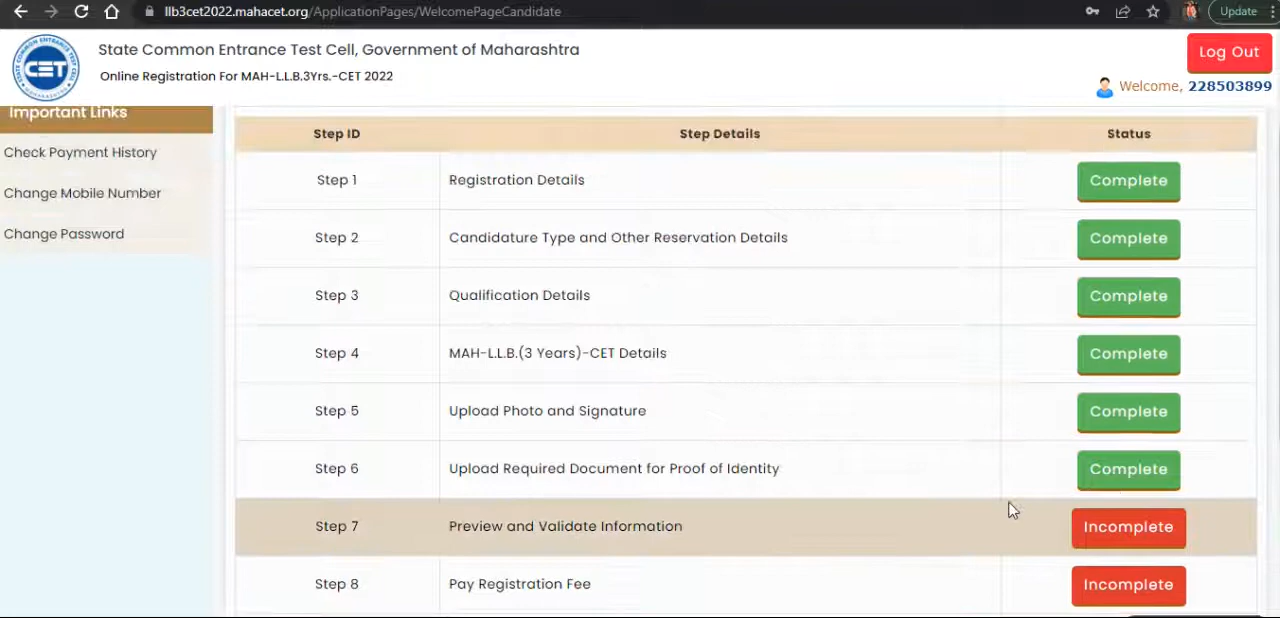 llb3cet2022.mahacet.org/ApplicationPages/WelcomePageCandidate
Update
State Common Entrance Test Cell, Government of Maharashtra
Online Registration For MAH-L.L.B.3Yrs.-CET 2022
CET
Log Out
Welcome, 228503899
Important Links
Check Payment History
Change Mobile Number
Change Password
Step ID Step Details Status
Step 1 Registration Details Complete
Step 2 Candidature Type and Other Reservation Details Complete
Step 3 Qualification Details Complete
Step 4 MAH-L.L.B.(3 Years)-CET Details Complete
Step 5 Upload Photo and Signature Complete
Step 6 Upload Required Document for Proof of Identity Complete
Step 7 Preview and Validate Information Incomplete
Step 8 Pay Registration Fee Incomplete